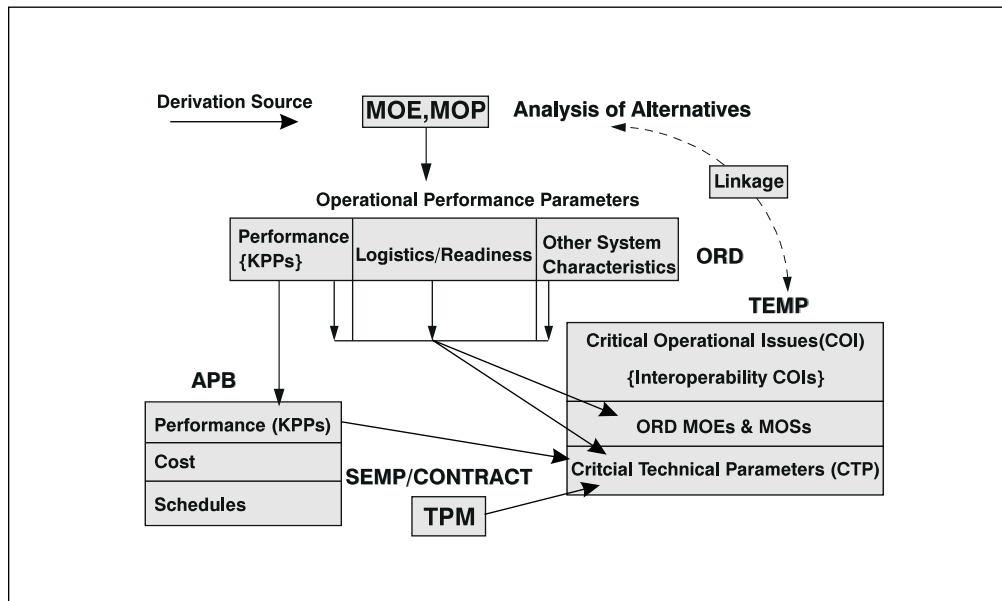 Derivation Source
MOE,MOP
Analysis of Alternatives
Linkage
Operational Performance Parameters
Performance
{KPPs}
Logistics/Readiness
Other System
Characteristics
ORD
TEMP
Critical Operational Issues(COI)
{Interoperability COIs}
ORD MOEs & MOSs
Critcial Technical Parameters (CTP)
APB
Performance (KPPs)
Cost
Schedules
SEMP/CONTRACT
TPM